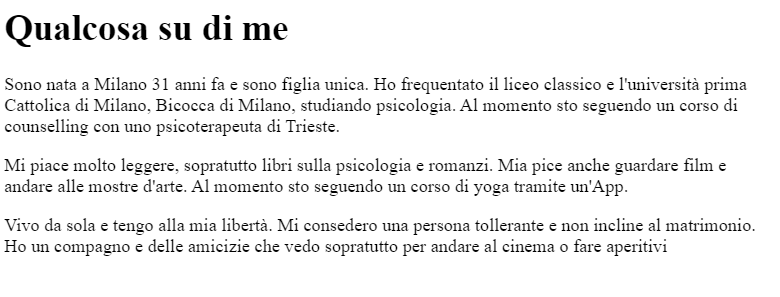 Qualcosa su di me
Sono nata a Milano 31 anni fa e sono figlia unica. Ho frequentato il liceo classico e l'università prima
Cattolica di Milano, Bicocca di Milano, studiando psicologia. Al momento sto seguendo un corso di
counselling con uno psicoterapeuta di Trieste.
Mi piace molto leggere, sopratutto libri sulla psicologia e romanzi. Mia pice anche guardare film e
andare alle mostre d'arte. Al momento sto seguendo un corso di yoga tramite un'App.
Vivo da sola e tengo alla mia libertà. Mi consedero una persona tollerante e non incline al matrimonio.
Ho un compagno e delle amicizie che vedo sopratutto per andare al cinema o fare aperitivi